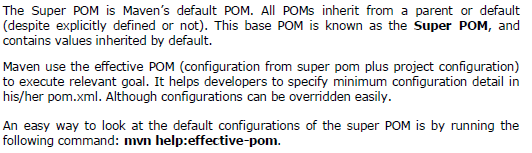 The Super POM is Maven's default POM. All POMs inherit from a parent or default
(despite explicitly defined or not). This base POM is known as the Super POM, and
contains values inherited by default.
Maven use the effective POM (configuration from super pom plus project configuration)
to execute relevant goal. It helps developers to specify minimum configuration detail in
his/her pom.xml. Although configurations can be overridden easily.
An easy way to look at the default configurations of the super POM is by running the
following command: mvn help:effective-pom.